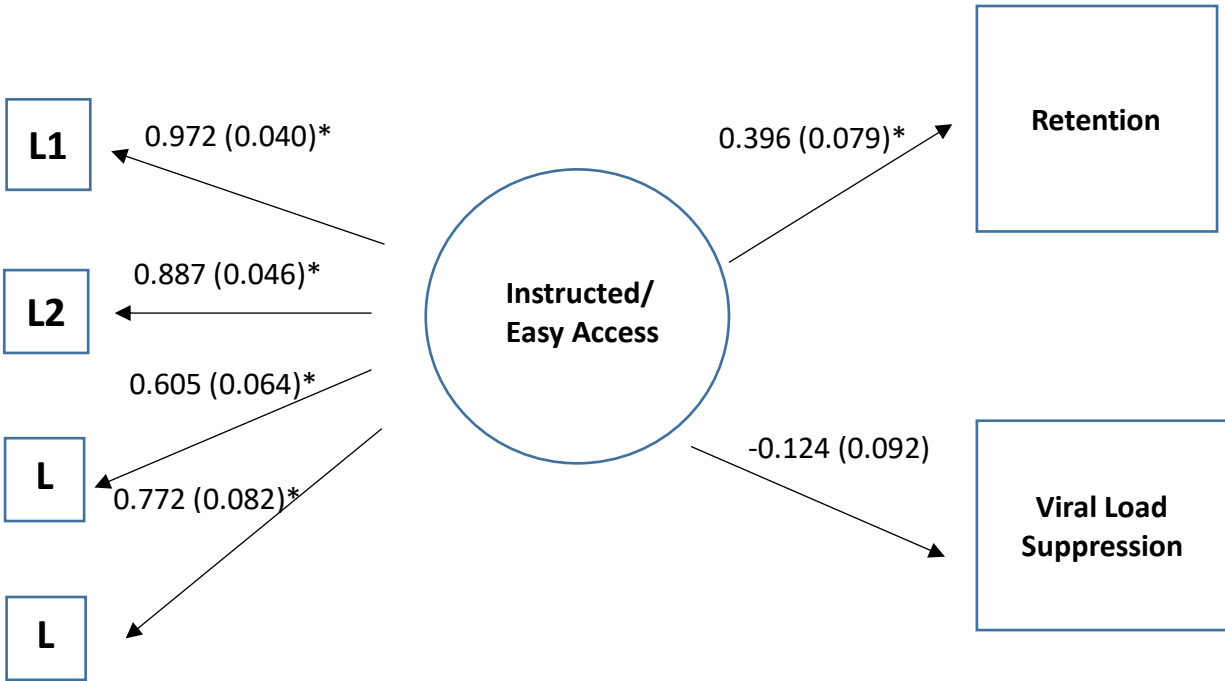 L1
0.972 (0.040)*
L2
0.887 (0.046)*
L
0.605 (0.064)*
L
0.772 (0.082)*
Instructed/
Easy Access
0.396 (0.079)*
Retention
-0.124 (0.092)
Viral Load
Suppression